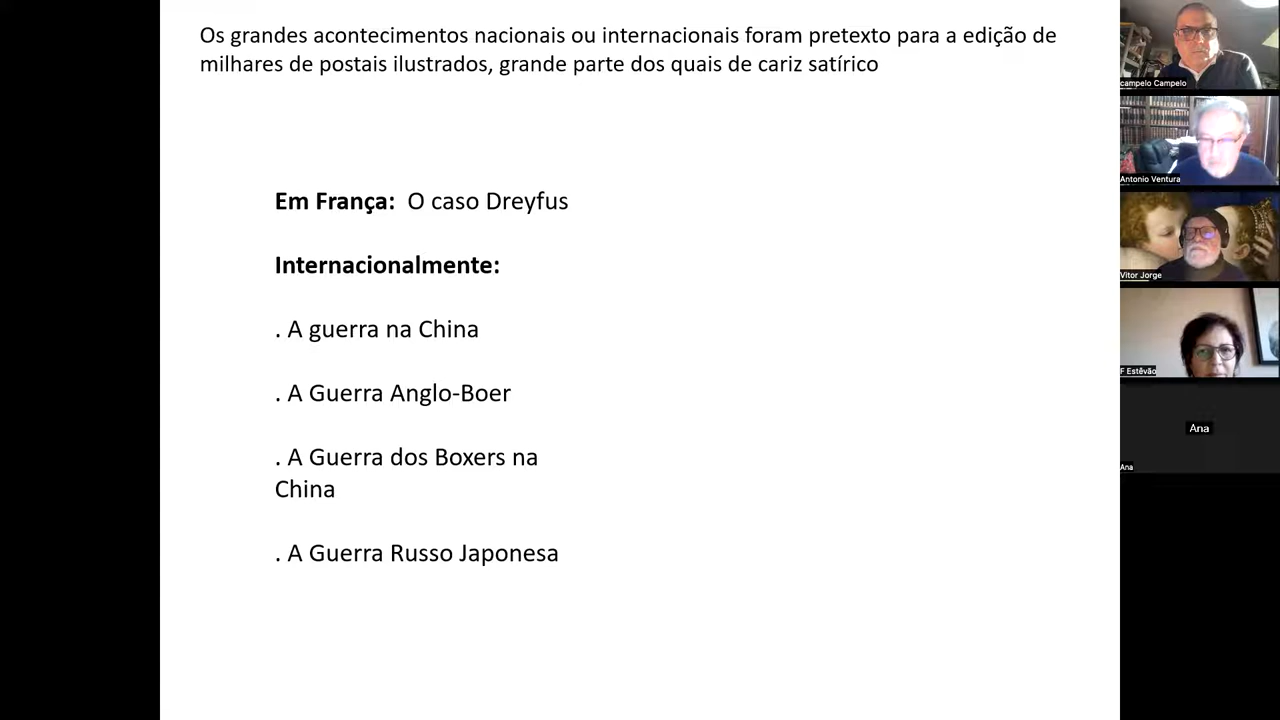 Os grandes acontecimentos nacionais ou internacionais foram pretexto para a edição de
milhares de postais ilustrados, grande parte dos quais de cariz satírico
Em França: O caso Dreyfus
Internacionalmente:
. A guerra na China
. A Guerra Anglo-Boer
. A Guerra dos Boxers na
China
. A Guerra Russo Japonesa
campelo Campelo
Antonio Ventura
Vitor Jorge
F Estêvão
Ana
Ana